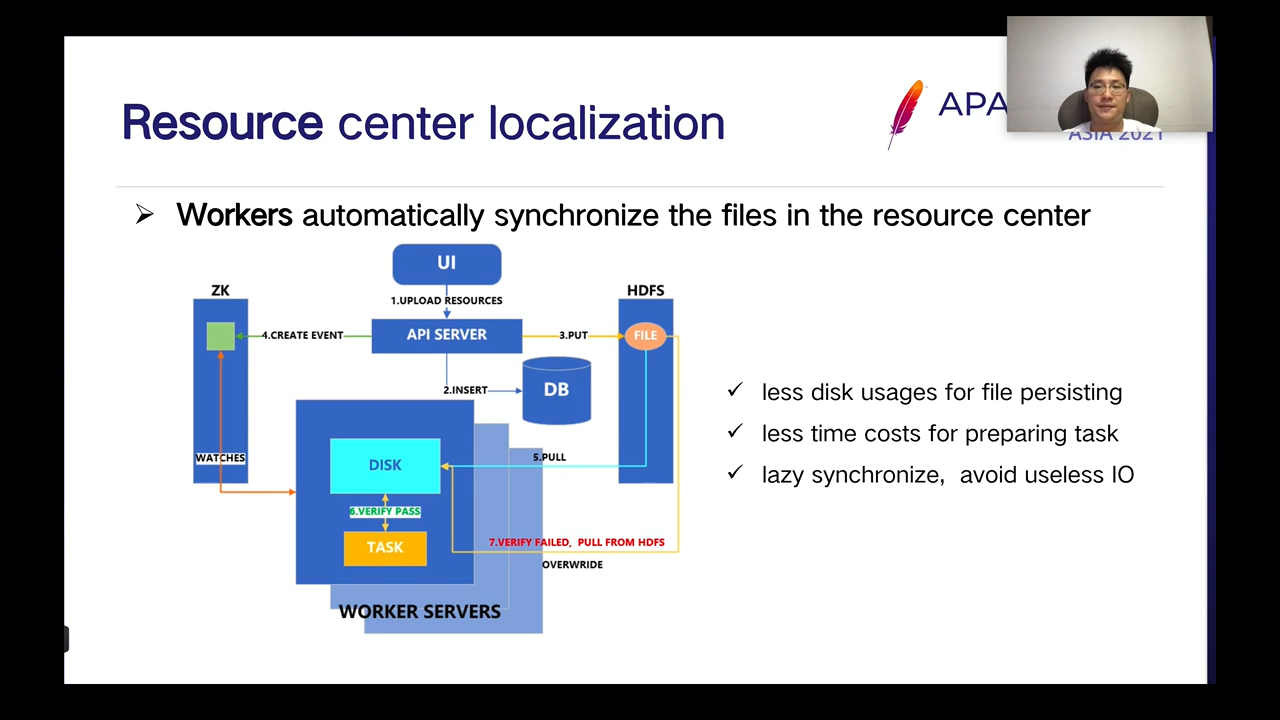 Resource center localization
APA
ASIA 2021
Workers automatically synchronize the files in the resource center
UI
ZK
HDFS
1.UPLOAD RESOURCES
4.CREATE EVENT
API SERVER
3.PUT
FILE
2.INSERT
DB
less disk usages for file persisting
less time costs for preparing task
lazy synchronize, avoid useless IO
WATCHES
DISK
5.PULL
6.VERIFY PASS
TASK
7.VERIFY FAILED, PULL FROM HDFS
OVERWRIDE
WORKER SERVERS